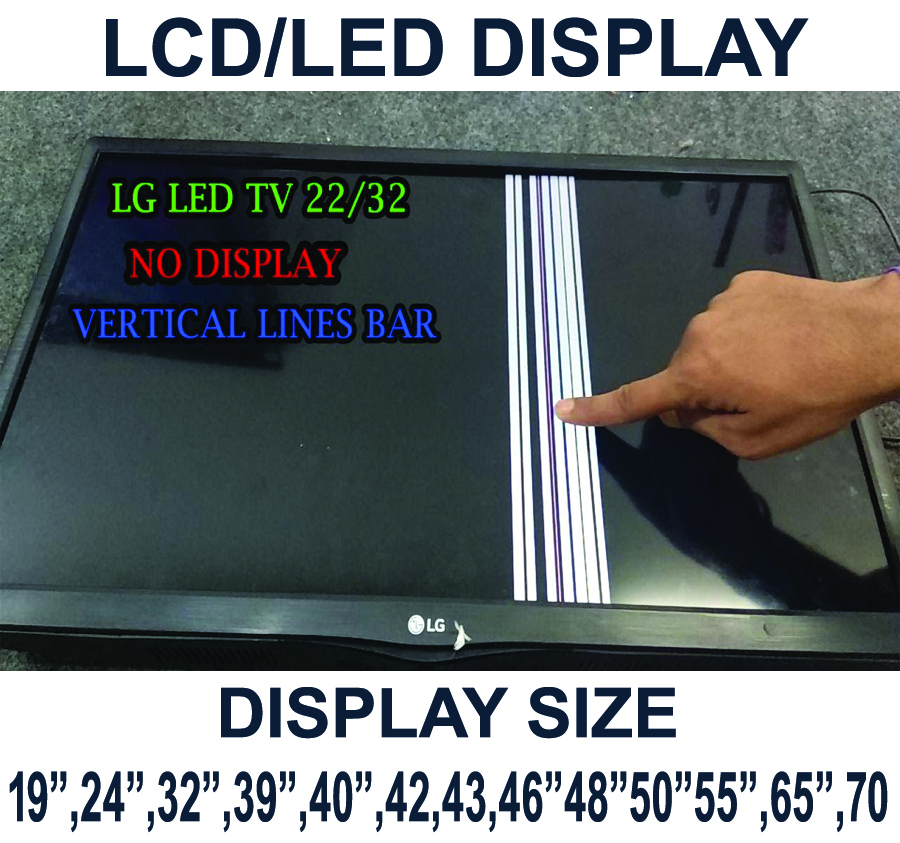 LCD/LED DISPLAY
LG LED TV 22/32
NO DISPLAY
VERTICAL LINES BAR
LG
DISPLAY SIZE
19”,24”,32”,39”,40”,42,43,46”48”50”55”,65”,70